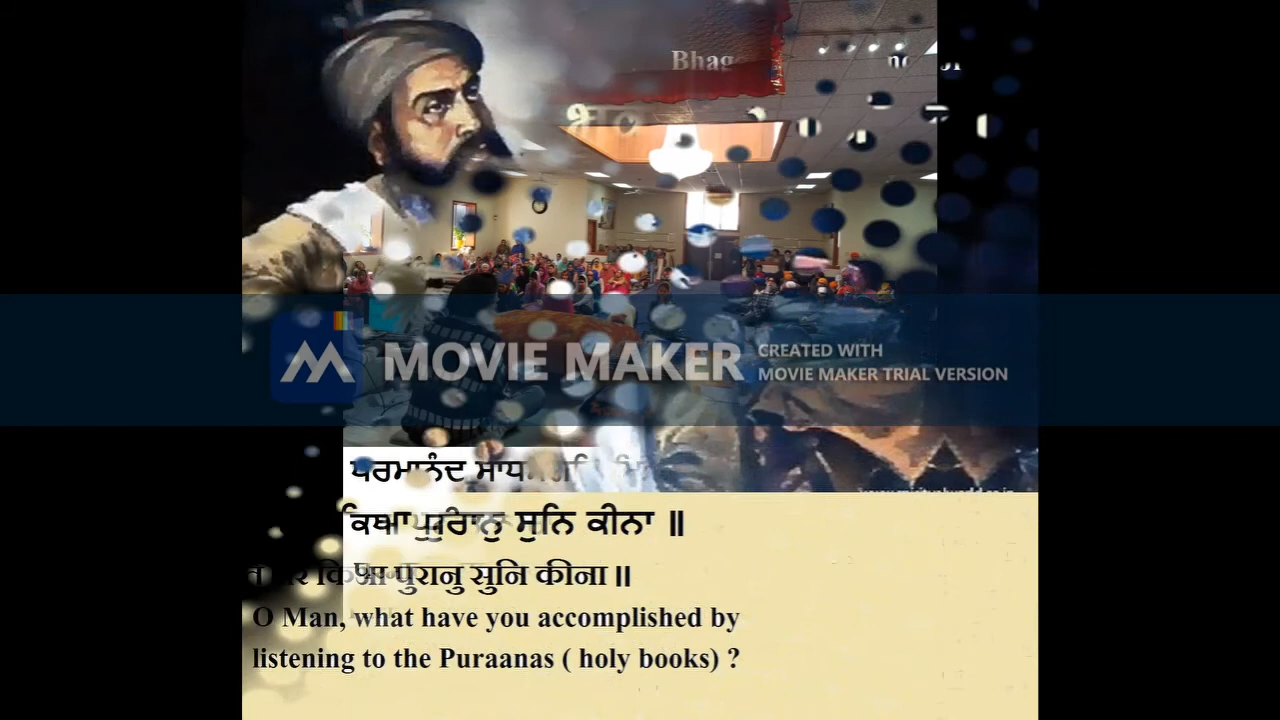 Bhag
MOVIE MAKER
CREATED WITH
MOVIE MAKER TRIAL VERSION
ਪਰਮਾਨੰਦ ਸਾਧ
ਕਿਆ ਪੁਰਾਨੁ ਸੁਨਿ ਕੀਨਾ ॥
किआ पुरानु सुनि कीना ॥
O Man, what have you accomplished by
listening to the Puraanas ( holy books) ?